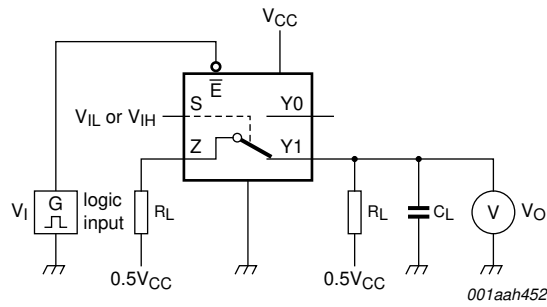 VCC
E
S
Y0
VIL or VIH
Z
Y1
VI
G
logic
input
RL
RL
CL
V
VO
0.5VCC
0.5VCC
001aah452